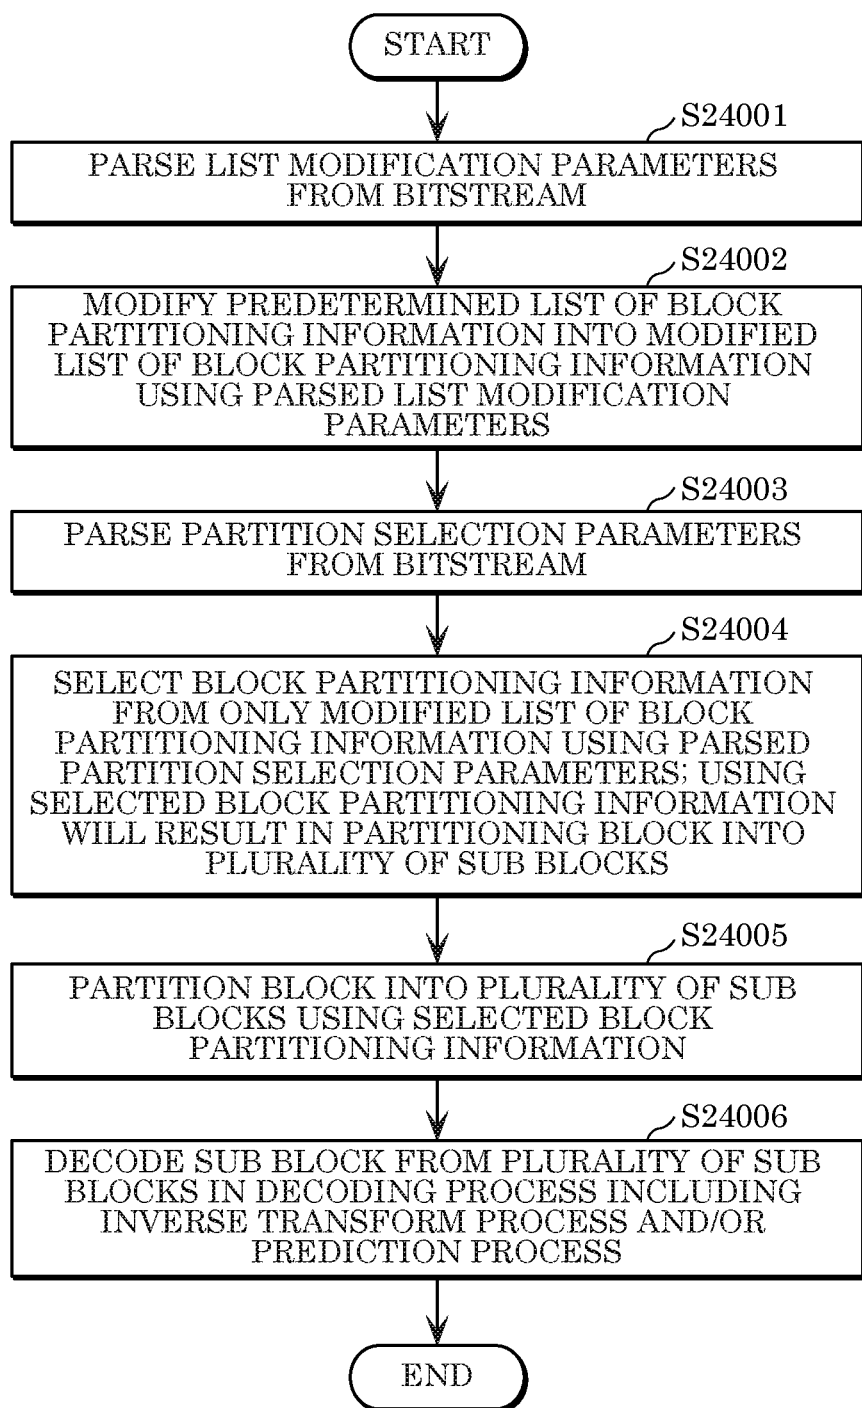 START
S24001
PARSE LIST MODIFICATION PARAMETERS
FROM BITSTREAM
S24002
MODIFY PREDETERMINED LIST OF BLOCK
PARTITIONING INFORMATION INTO MODIFIED
LIST OF BLOCK PARTITIONING INFORMATION
USING PARSED LIST MODIFICATION
PARAMETERS
S24003
PARSE PARTITION SELECTION PARAMETERS
FROM BITSTREAM
S24004
SELECT BLOCK PARTITIONING INFORMATION
FROM ONLY MODIFIED LIST OF BLOCK
PARTITIONING INFORMATION USING PARSED
PARTITION SELECTION PARAMETERS; USING
SELECTED BLOCK PARTITIONING INFORMATION
WILL RESULT IN PARTITIONING BLOCK INTO
PLURALITY OF SUB BLOCKS
S24005
PARTITION BLOCK INTO PLURALITY OF SUB
BLOCKS USING SELECTED BLOCK
PARTITIONING INFORMATION
S24006
DECODE SUB BLOCK FROM PLURALITY OF SUB
BLOCKS IN DECODING PROCESS INCLUDING
INVERSE TRANSFORM PROCESS AND/OR
PREDICTION PROCESS
END